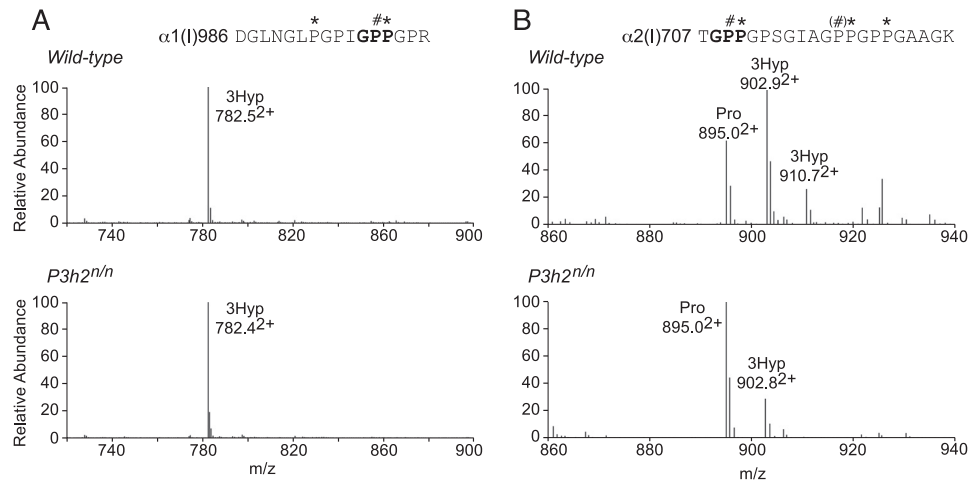 A
* # *
α1(I)986 DGLNGLPGPIGPPGPR
Wild-type
Relative Abundance
100
80
60
40
20
0
3Hyp
782.5²⁺
740 780 820 860 900
P3h2ⁿ/ⁿ
Relative Abundance
100
80
60
40
20
0
3Hyp
782.4²⁺
740 780 820 860 900
m/z
B
# * (#) * *
α2(I)707 TGPPGPSGIAGPPGPPGAAGK
Wild-type
100
80
60
40
20
0
Pro
895.0²⁺
3Hyp
902.9²⁺
3Hyp
910.7²⁺
860 880 900 920 940
P3h2ⁿ/ⁿ
100
80
60
40
20
0
Pro
895.0²⁺
3Hyp
902.8²⁺
860 880 900 920 940
m/z